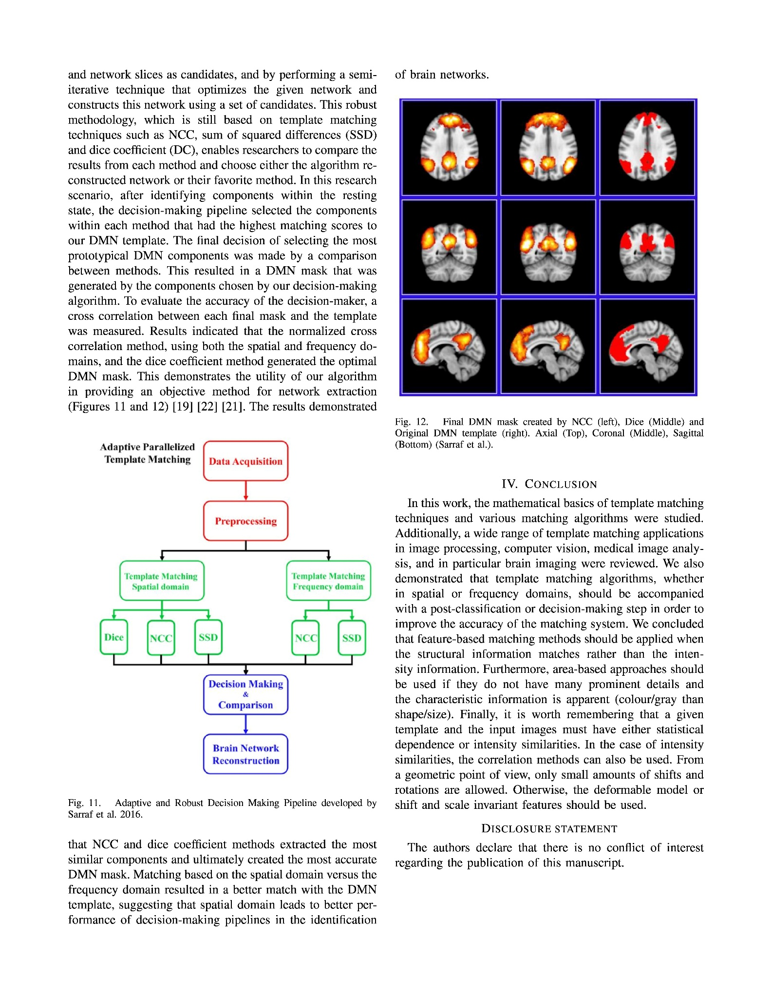 and network slices as candidates, and by performing a semi-
iterative technique that optimizes the given network and
constructs this network using a set of candidates. This robust
methodology, which is still based on template matching
techniques such as NCC, sum of squared differences (SSD)
and dice coefficient (DC), enables researchers to compare the
results from each method and choose either the algorithm re-
constructed network or their favorite method. In this research
scenario, after identifying components within the resting
state, the decision-making pipeline selected the components
within each method that had the highest matching scores to
our DMN template. The final decision of selecting the most
prototypical DMN components was made by a comparison
between methods. This resulted in a DMN mask that was
generated by the components chosen by our decision-making
algorithm. To evaluate the accuracy of the decision-maker, a
cross correlation between each final mask and the template
was measured. Results indicated that the normalized cross
correlation method, using both the spatial and frequency do-
mains, and the dice coefficient method generated the optimal
DMN mask. This demonstrates the utility of our algorithm
in providing an objective method for network extraction
(Figures 11 and 12) [19] [22] [21]. The results demonstrated
Adaptive Parallelized
Template Matching
Data Acquisition
Preprocessing
Template Matching
Spatial domain
Template Matching
Frequency domain
Dice
NCC
SSD
NCC
SSD
Decision Making
&
Comparison
Brain Network
Reconstruction
Fig. 11. Adaptive and Robust Decision Making Pipeline developed by
Sarraf et al. 2016.
that NCC and dice coefficient methods extracted the most
similar components and ultimately created the most accurate
DMN mask. Matching based on the spatial domain versus the
frequency domain resulted in a better match with the DMN
template, suggesting that spatial domain leads to better per-
formance of decision-making pipelines in the identification
of brain networks.
Fig. 12. Final DMN mask created by NCC (left), Dice (Middle) and
Original DMN template (right). Axial (Top), Coronal (Middle), Sagittal
(Bottom) (Sarraf et al.).
IV. CONCLUSION
In this work, the mathematical basics of template matching
techniques and various matching algorithms were studied.
Additionally, a wide range of template matching applications
in image processing, computer vision, medical image analy-
sis, and in particular brain imaging were reviewed. We also
demonstrated that template matching algorithms, whether
in spatial or frequency domains, should be accompanied
with a post-classification or decision-making step in order to
improve the accuracy of the matching system. We concluded
that feature-based matching methods should be applied when
the structural information matches rather than the inten-
sity information. Furthermore, area-based approaches should
be used if they do not have many prominent details and
the characteristic information is apparent (colour/gray than
shape/size). Finally, it is worth remembering that a given
template and the input images must have either statistical
dependence or intensity similarities. In the case of intensity
similarities, the correlation methods can also be used. From
a geometric point of view, only small amounts of shifts and
rotations are allowed. Otherwise, the deformable model or
shift and scale invariant features should be used.
DISCLOSURE STATEMENT
The authors declare that there is no conflict of interest
regarding the publication of this manuscript.